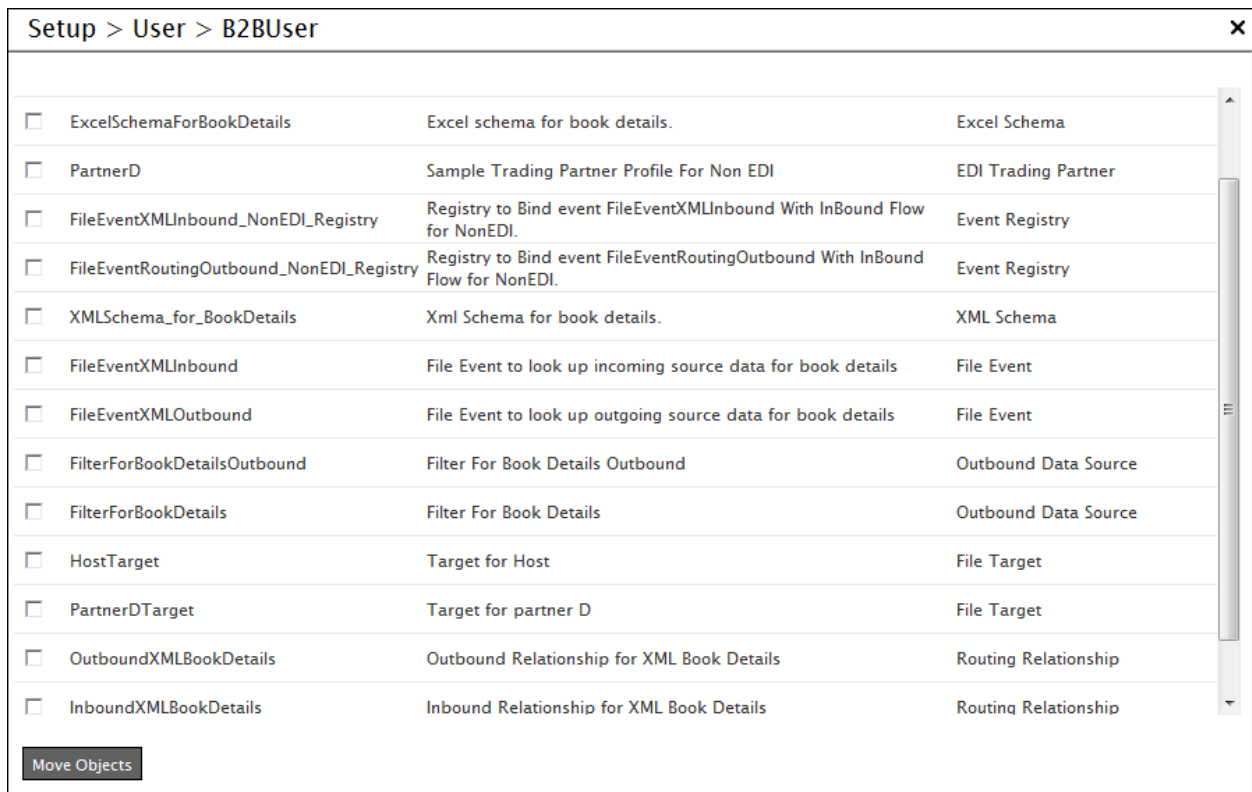 Setup > User > B2BUser
ExcelSchemaForBookDetails Excel schema for book details. Excel Schema
PartnerD Sample Trading Partner Profile For Non EDI EDI Trading Partner
FileEventXMLInbound_NonEDI_Registry Registry to Bind event FileEventXMLInbound With InBound Flow for NonEDI. Event Registry
FileEventRoutingOutbound_NonEDI_Registry Registry to Bind event FileEventRoutingOutbound With InBound Flow for NonEDI. Event Registry
XMLSchema_for_BookDetails Xml Schema for book details. XML Schema
FileEventXMLInbound File Event to look up incoming source data for book details File Event
FileEventXMLOutbound File Event to look up outgoing source data for book details File Event
FilterForBookDetailsOutbound Filter For Book Details Outbound Outbound Data Source
FilterForBookDetails Filter For Book Details Outbound Data Source
HostTarget Target for Host File Target
PartnerDTarget Target for partner D File Target
OutboundXMLBookDetails Outbound Relationship for XML Book Details Routing Relationship
InboundXMLBookDetails Inbound Relationship for XML Book Details Routing Relationship
Move Objects